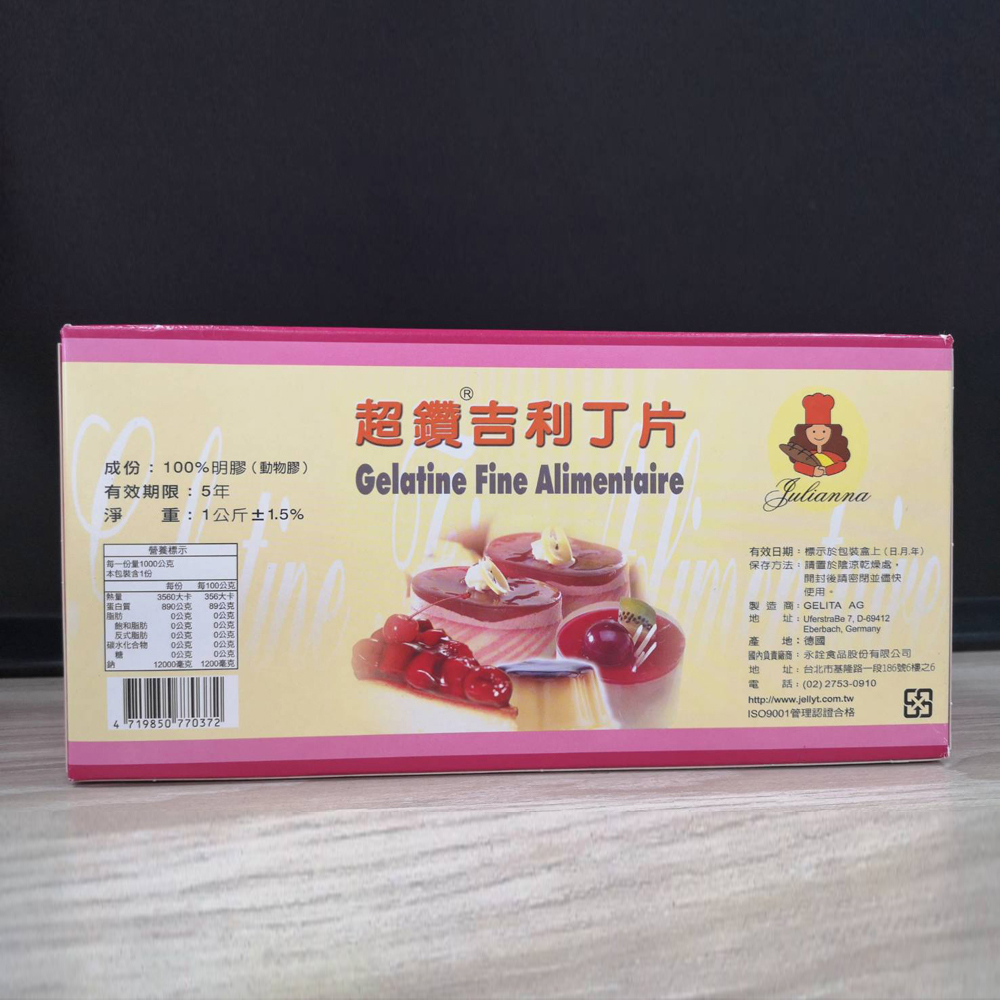 超鑽®吉利丁片
Gelatine Fine Alimentaire
Julianna
成份：100%明膠（動物膠）
有效期限：5年
淨　　重：1公斤±1.5%
營養標示
每一份量1000公克
本包裝含1份
每份 每100公克
熱量 3560大卡 356大卡
蛋白質 890公克 89公克
脂肪 0公克 0公克
飽和脂肪 0公克 0公克
反式脂肪 0公克 0公克
碳水化合物 0公克 0公克
糖 0公克 0公克
鈉 12000毫克 1200毫克
4 719850 770372
有效日期：標示於包裝盒上（日.月.年）
保存方法：請置於陰涼乾燥處，
開封後請密閉並儘快
使用。
製 造 商：GELITA AG
地　　址：UferstraBe 7, D-69412
Eberbach, Germany
產　　地：德國
國內負責廠商：永詮食品股份有限公司
地　　址：台北市基隆路一段186號6樓之6
電　　話：(02) 2753-0910
http://www.jellyt.com.tw
ISO9001管理認證合格